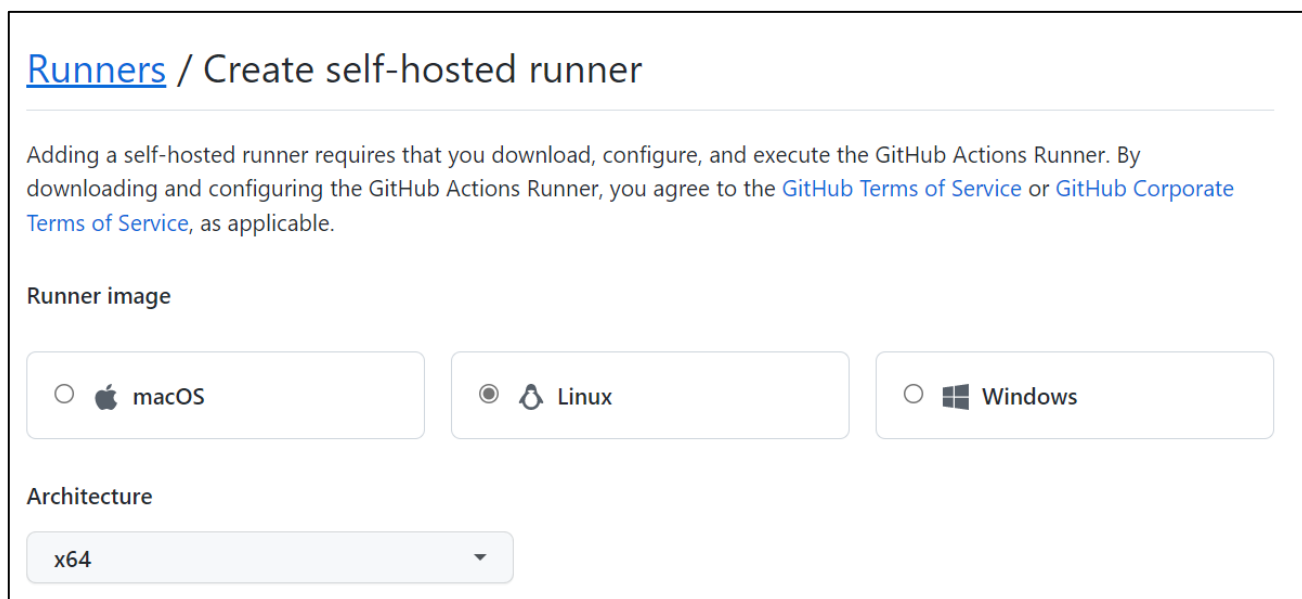 Runners / Create self-hosted runner
Adding a self-hosted runner requires that you download, configure, and execute the GitHub Actions Runner. By
downloading and configuring the GitHub Actions Runner, you agree to the GitHub Terms of Service or GitHub Corporate
Terms of Service, as applicable.
Runner image
macOS
Linux
Windows
Architecture
x64